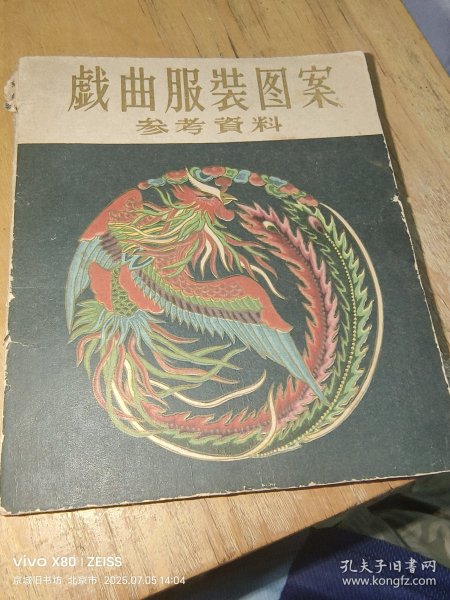 戯曲服裝图案
参考資料
vivo X80 | ZEISS
京城旧书坊 北京市 2025.07.05 14:04
孔夫子旧书网
www.kongfz.com